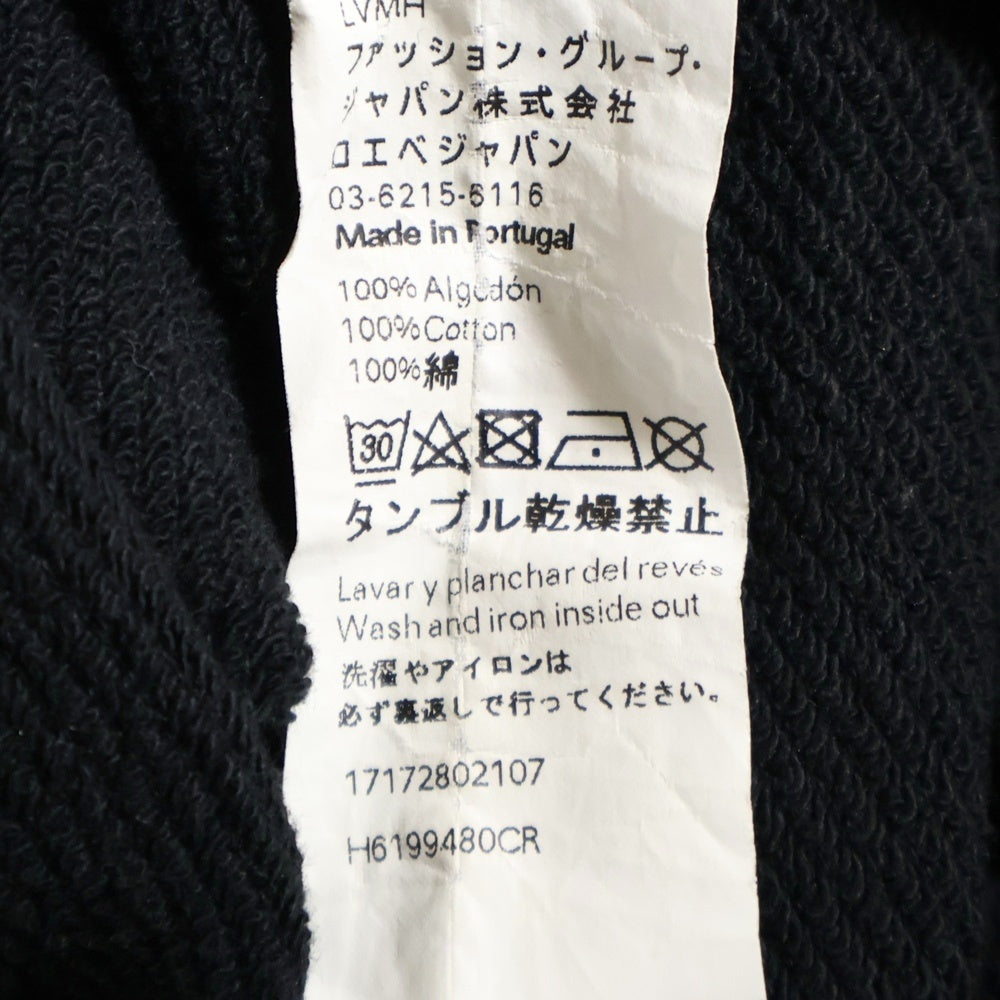 LVMH
ファッション・グループ・
ジャパン株式会社
ロエベジャパン
03-6215-6116
Made in Portugal
100% Algodón
100% Cotton
100% 綿
30
タンブル乾燥禁止
Lavar y planchar del revés
Wash and iron inside out
洗濯やアイロンは
必ず裏返しで行ってください。
17172802107
H6199480CR